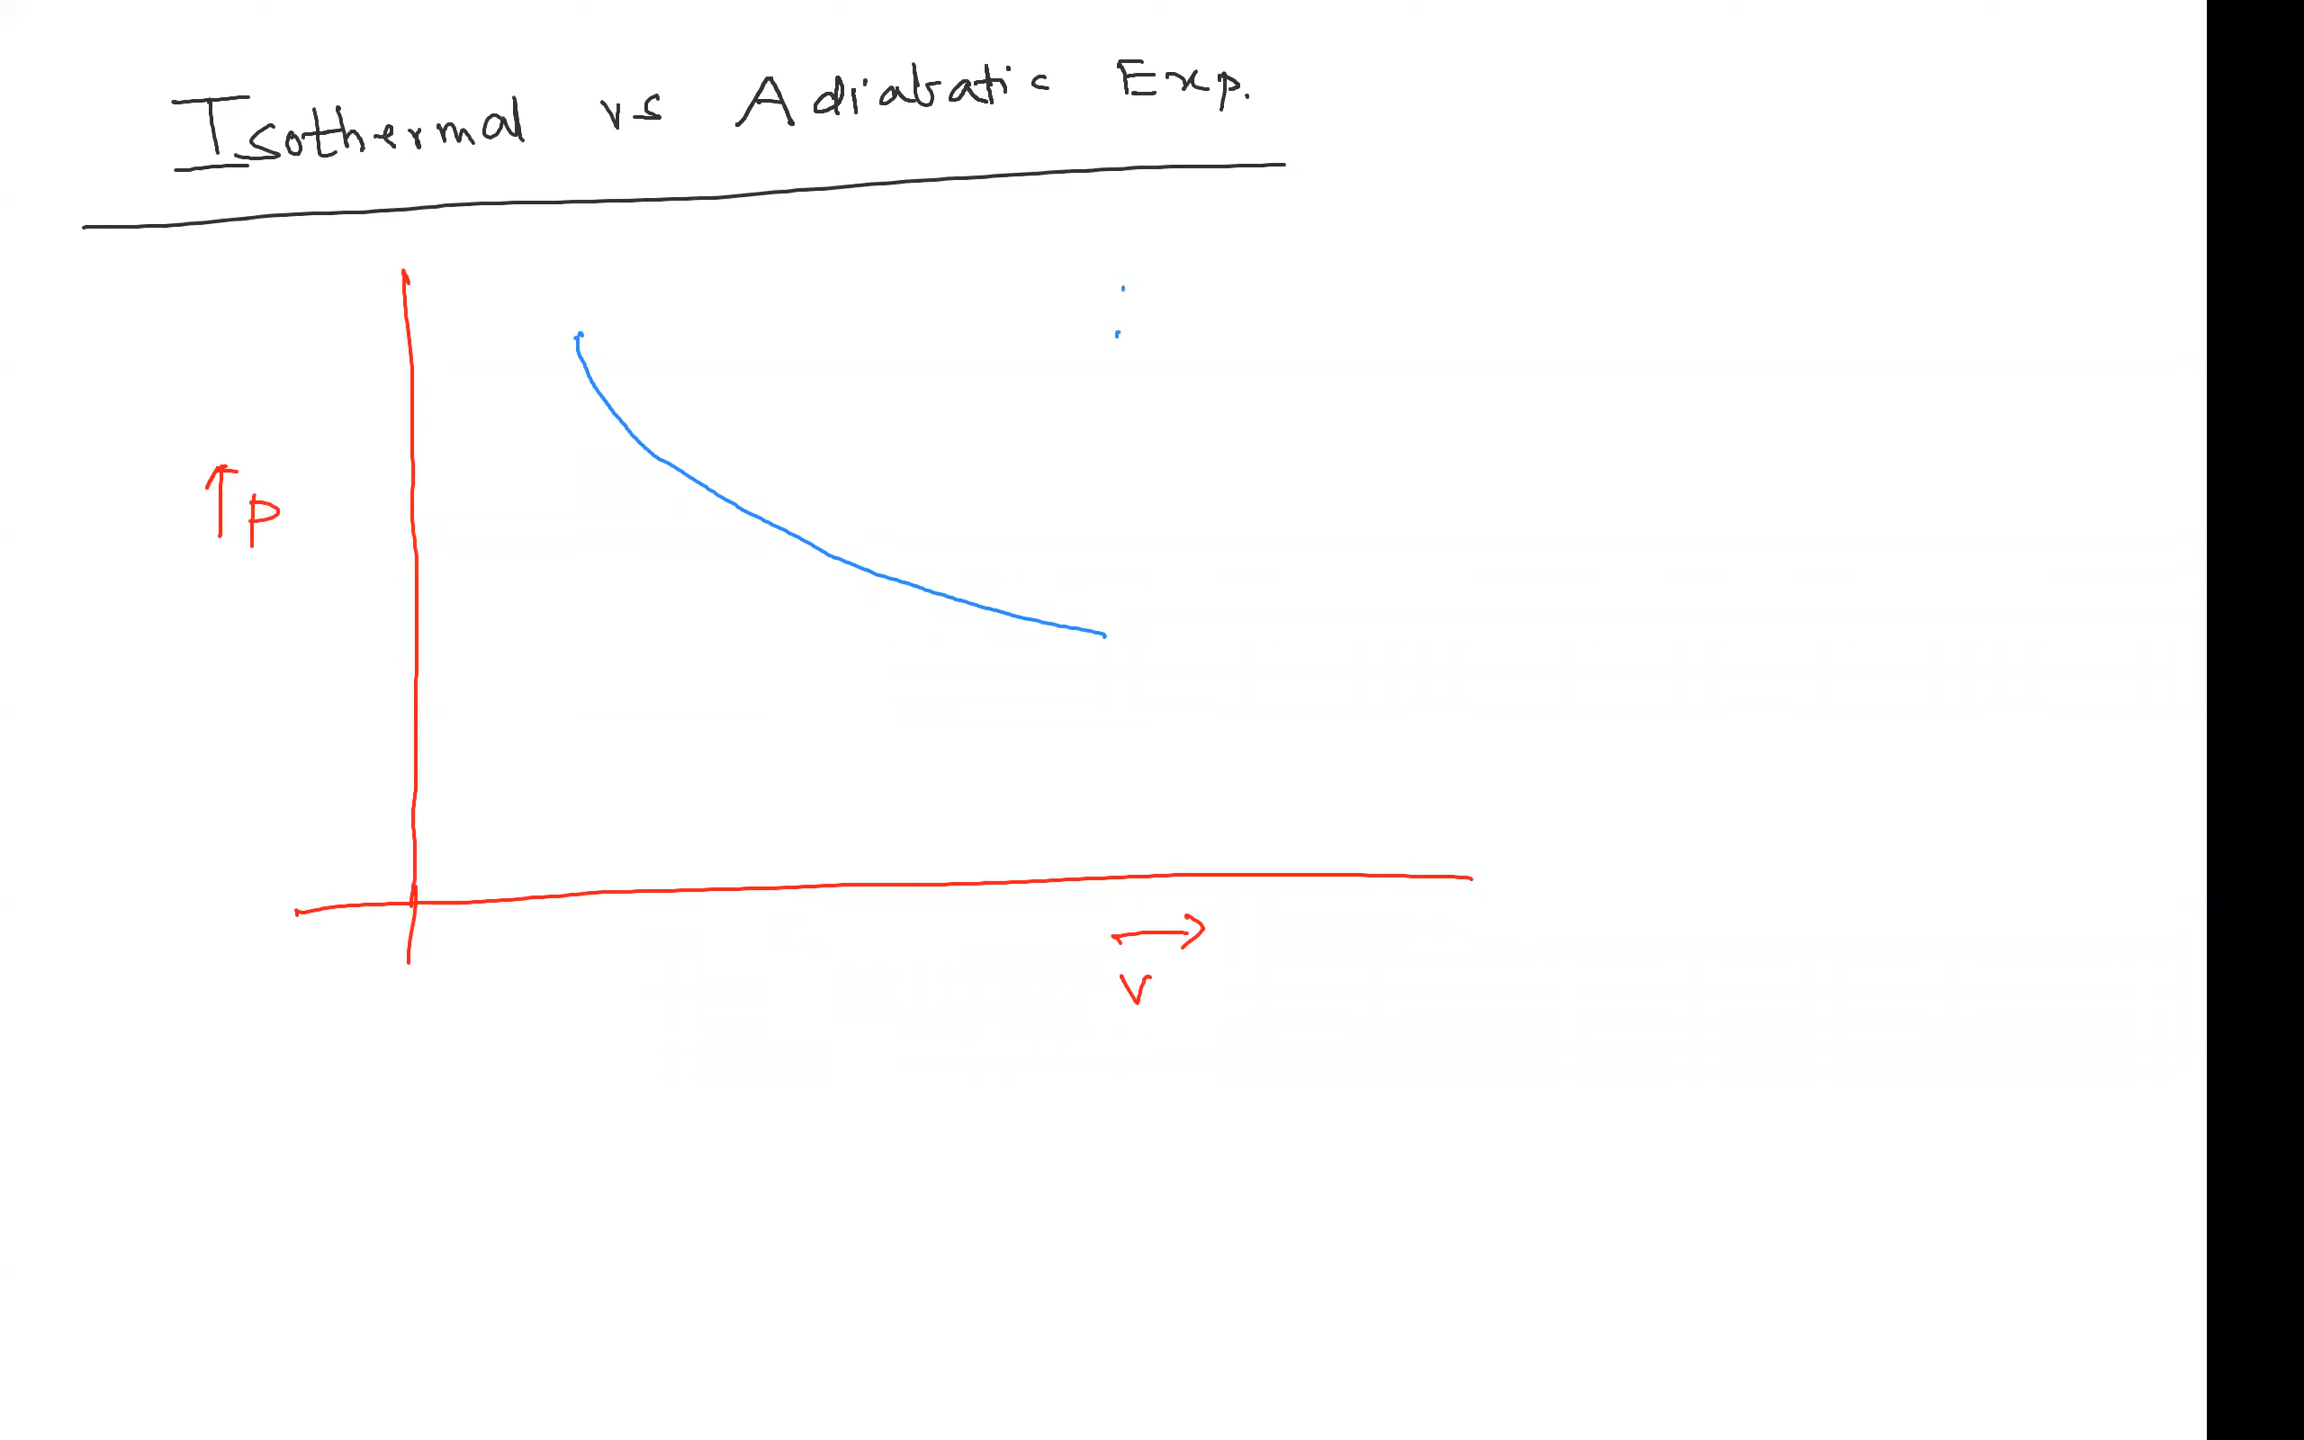 Isothermal vs Adiabatic Exp.
↑P
→
V